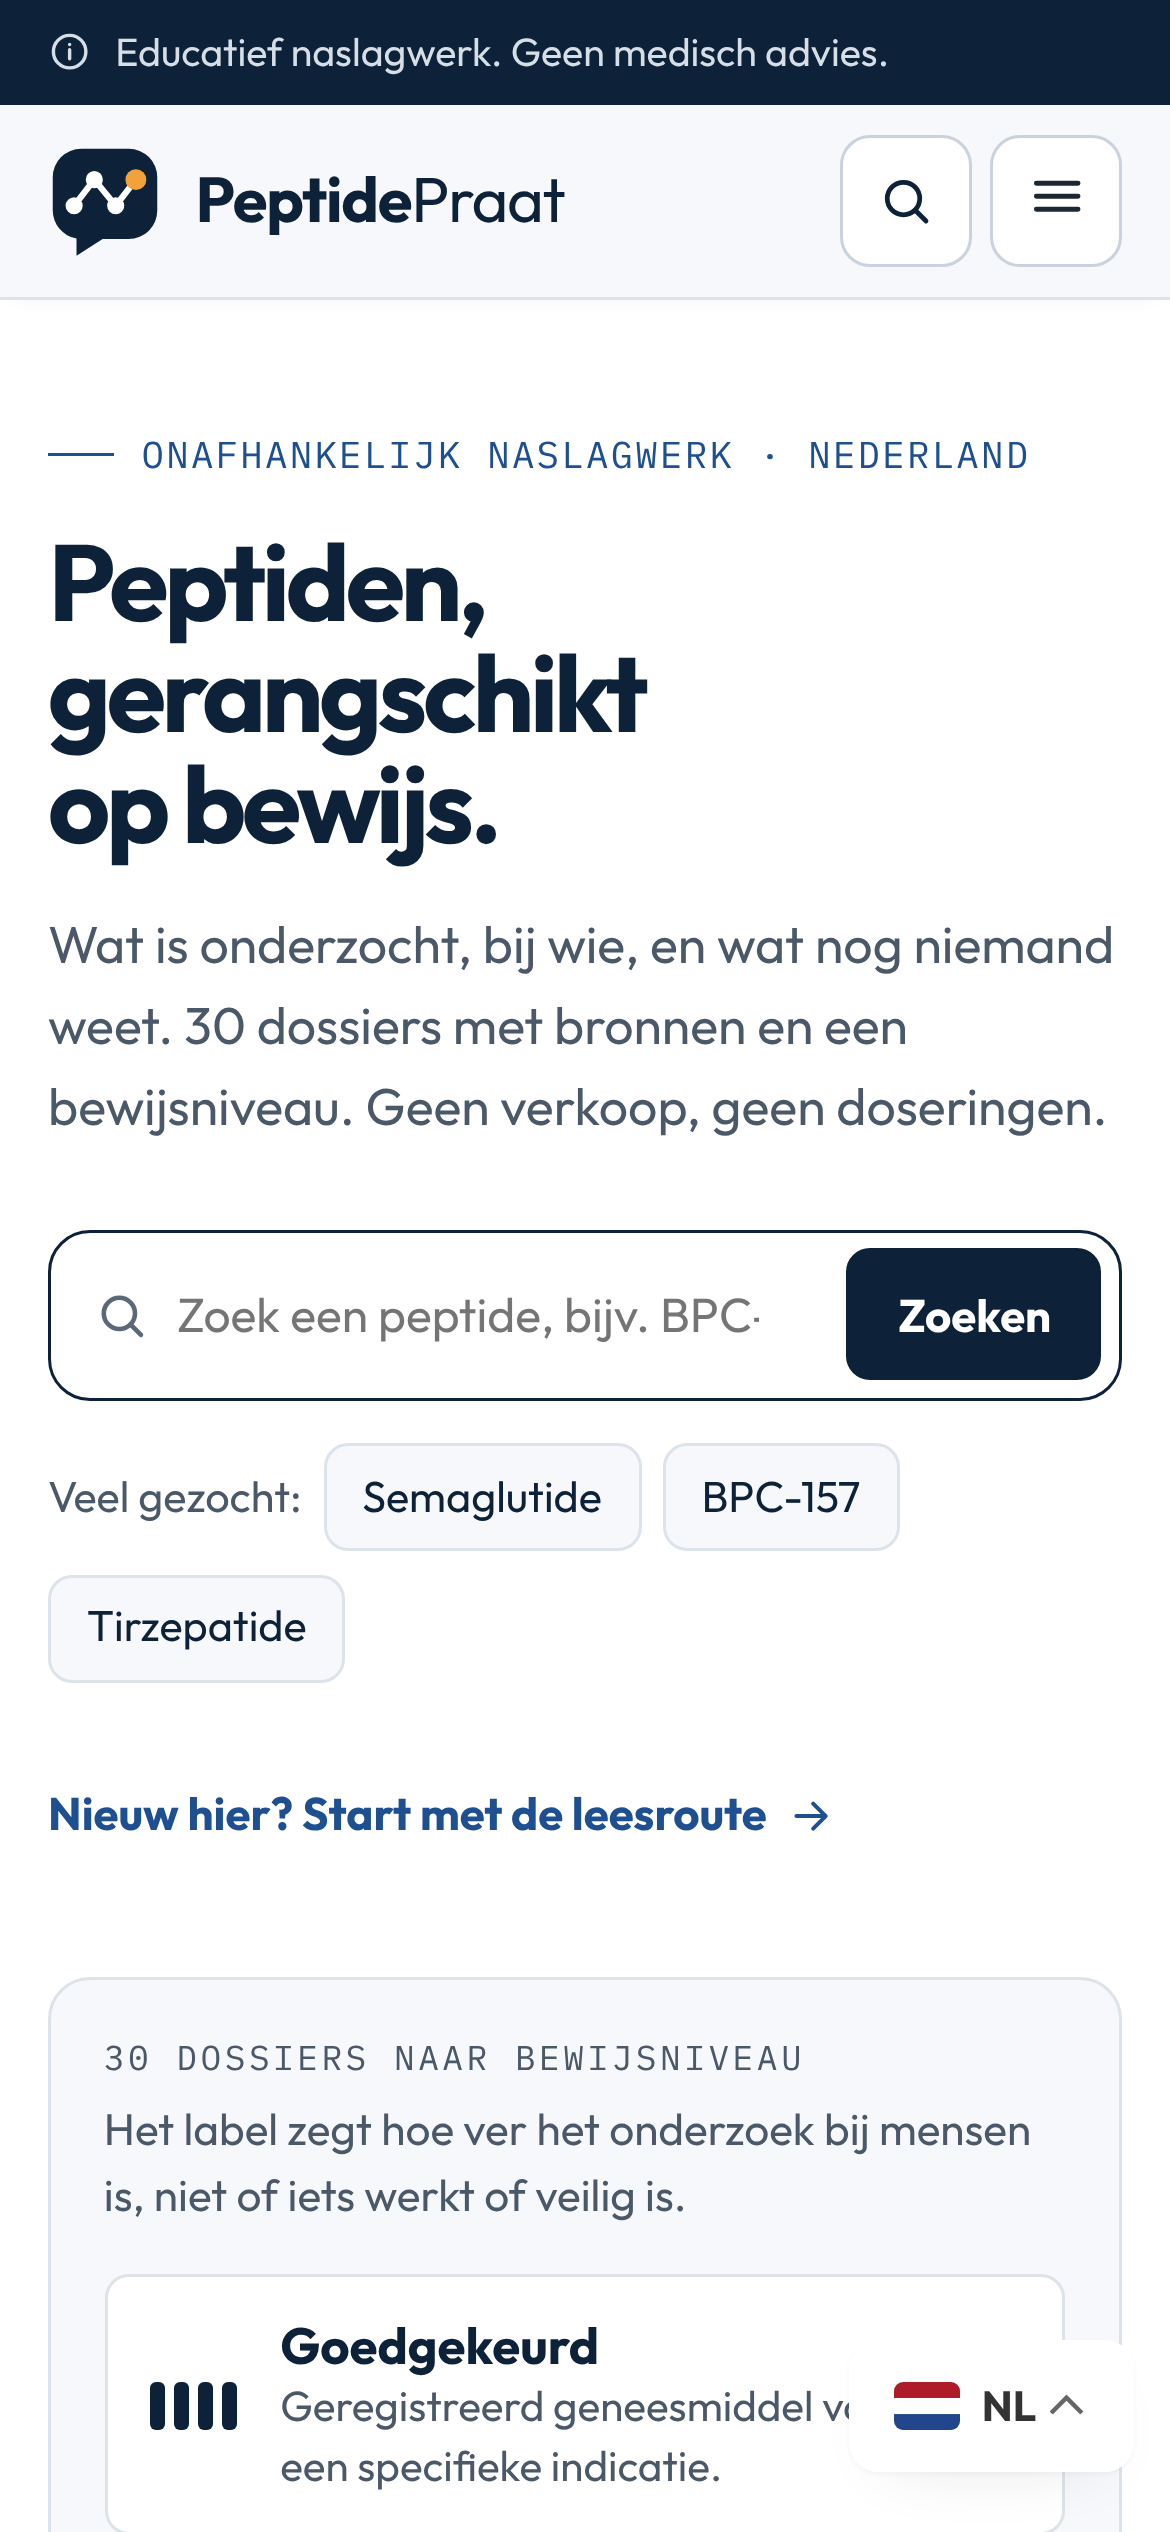 Educatief naslagwerk. Geen medisch advies.
PeptidePraat
ONAFHANKELIJK NASLAGWERK · NEDERLAND
Peptiden,
gerangschikt
op bewijs.
Wat is onderzocht, bij wie, en wat nog niemand
weet. 30 dossiers met bronnen en een
bewijsniveau. Geen verkoop, geen doseringen.
Zoek een peptide, bijv. BPC-
Zoeken
Veel gezocht: Semaglutide BPC-157
Tirzepatide
Nieuw hier? Start met de leesroute →
30 DOSSIERS NAAR BEWIJSNIVEAU
Het label zegt hoe ver het onderzoek bij mensen
is, niet of iets werkt of veilig is.
Goedgekeurd
Geregistreerd geneesmiddel
een specifieke indicatie.
NL